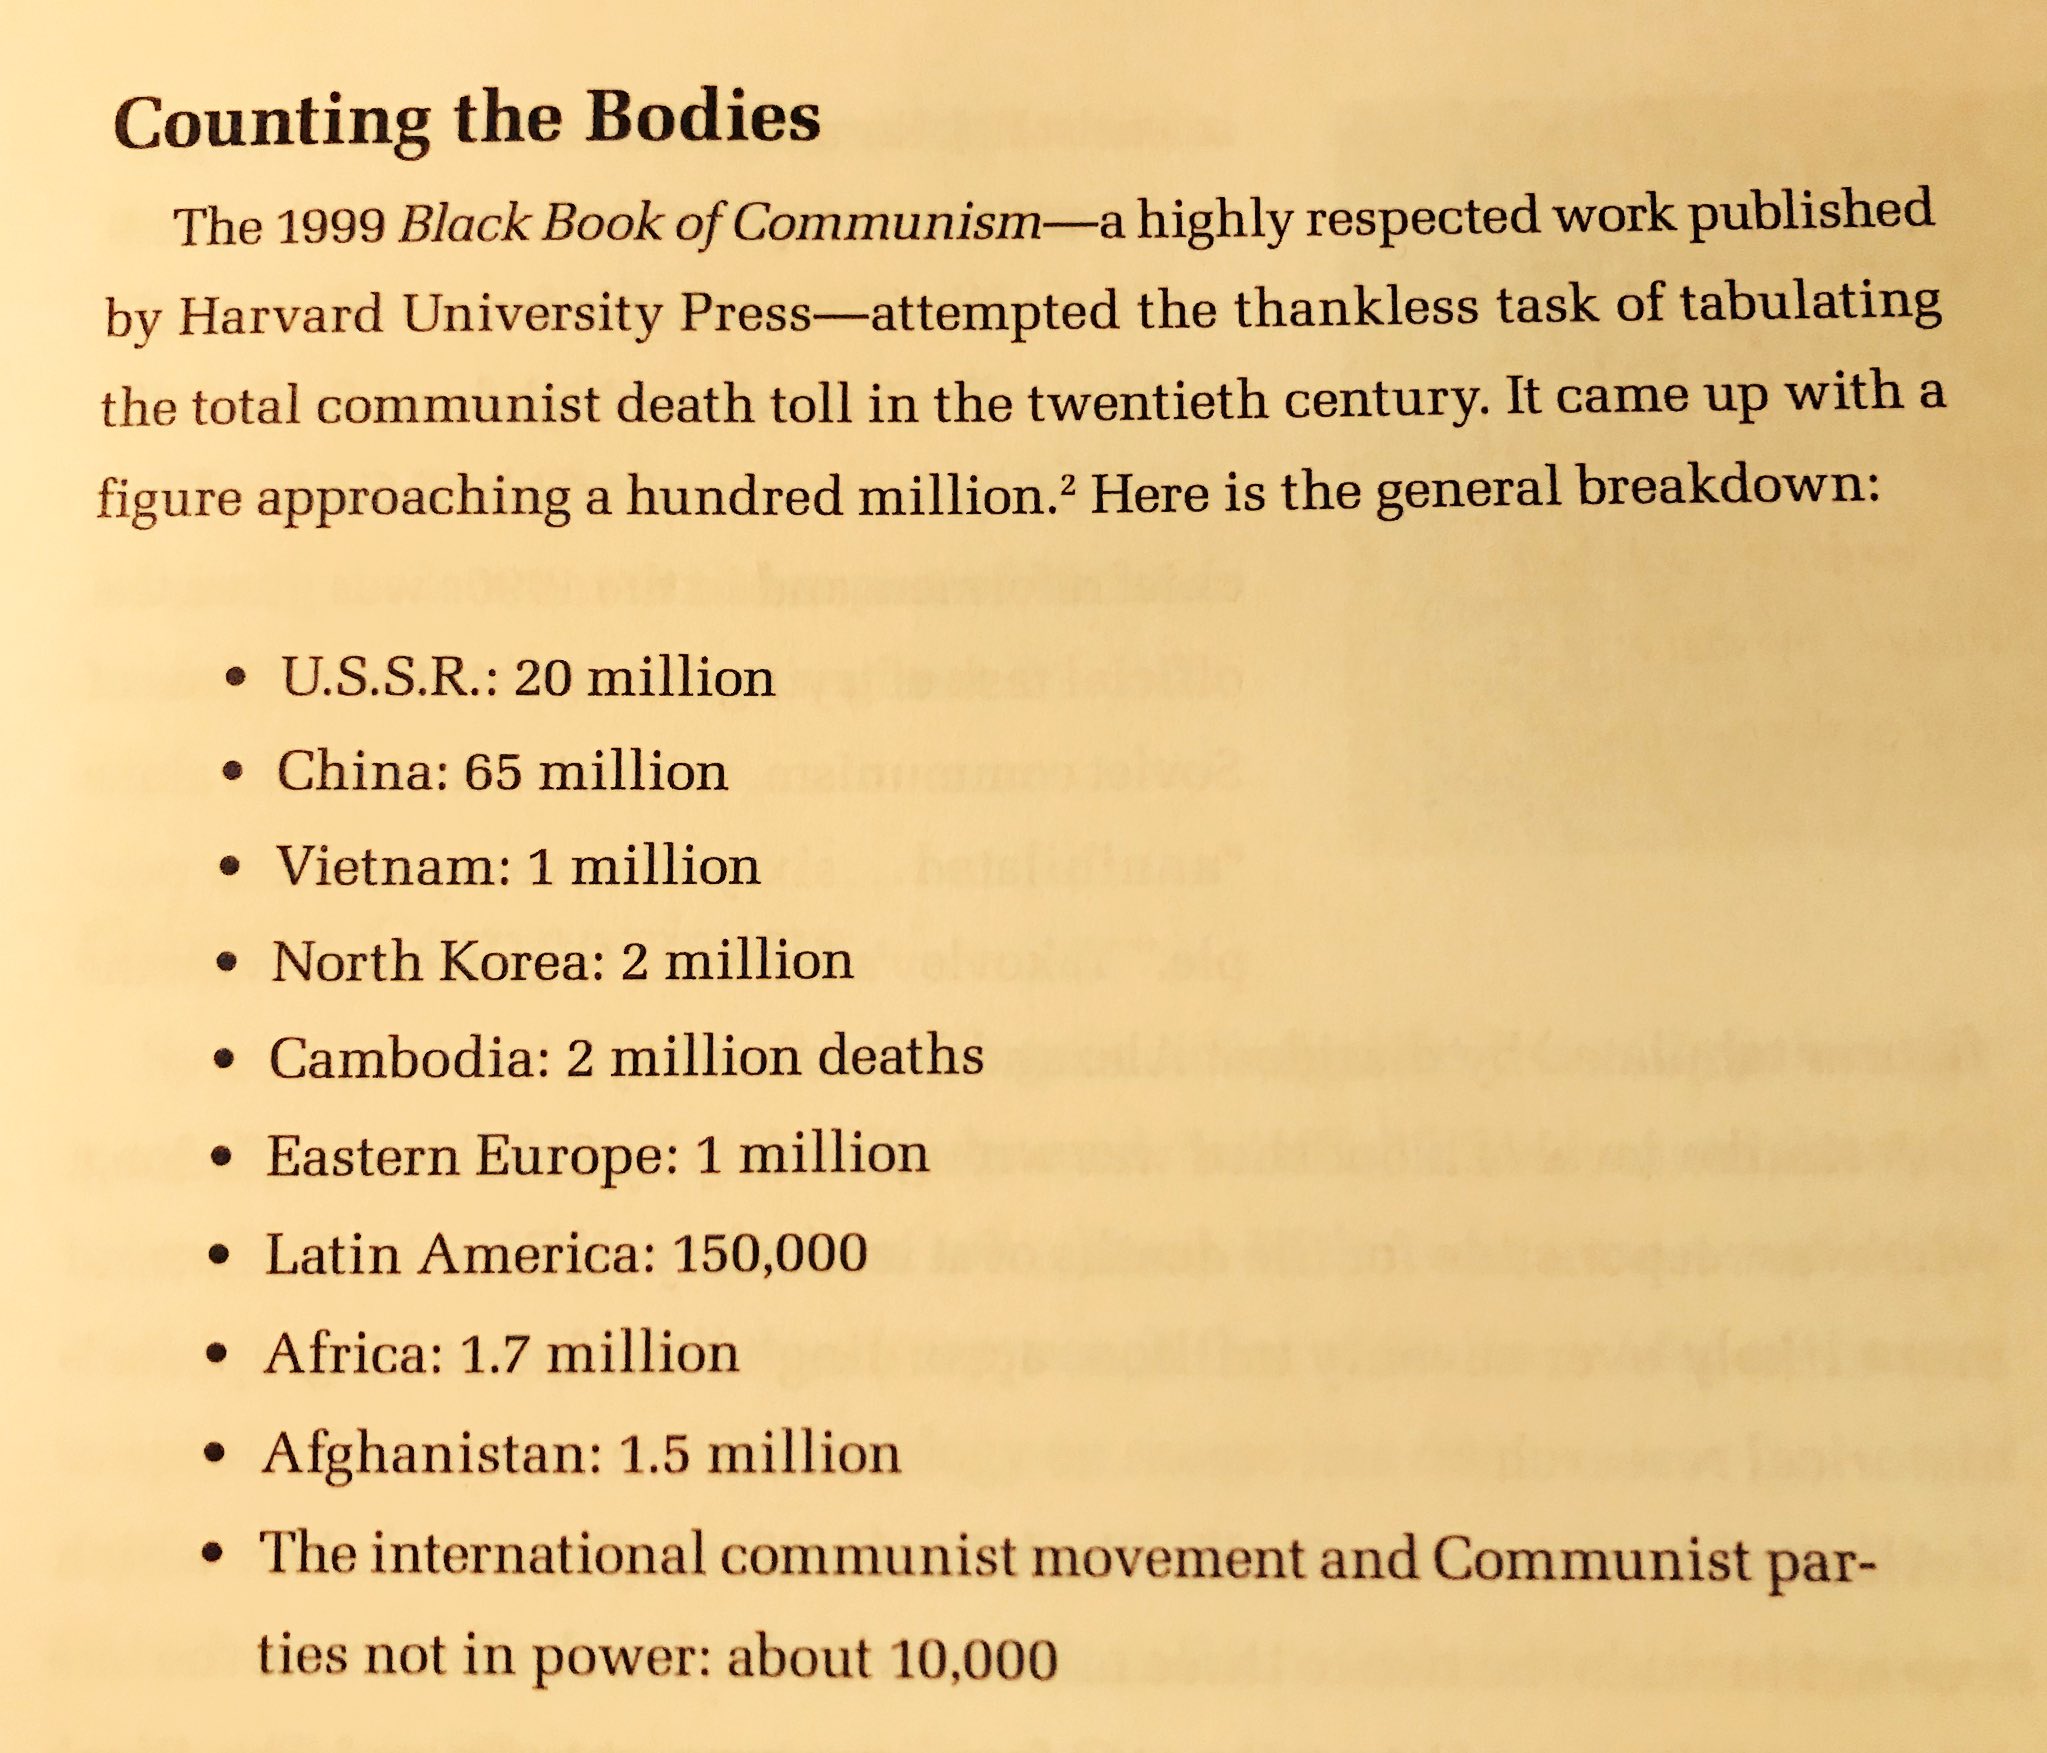 Counting the Bodies
The 1999 Black Book of Communism—a highly respected work published
by Harvard University Press—attempted the thankless task of tabulating
the total communist death toll in the twentieth century. It came up with a
figure approaching a hundred million.² Here is the general breakdown:
• U.S.S.R.: 20 million
• China: 65 million
• Vietnam: 1 million
• North Korea: 2 million
• Cambodia: 2 million deaths
• Eastern Europe: 1 million
• Latin America: 150,000
• Africa: 1.7 million
• Afghanistan: 1.5 million
• The international communist movement and Communist par-
ties not in power: about 10,000